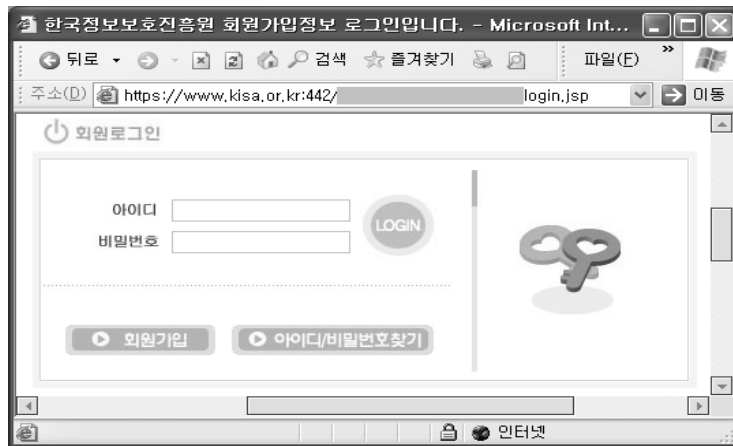 한국정보보호진흥원 회원가입정보 로그인입니다. - Microsoft Int...
뒤로 검색 즐겨찾기 파일(F) »
주소(D) https://www.kisa.or.kr:442/ login.jsp 이동
회원로그인
아이디
LOGIN
비밀번호
회원가입 아이디/비밀번호찾기
인터넷